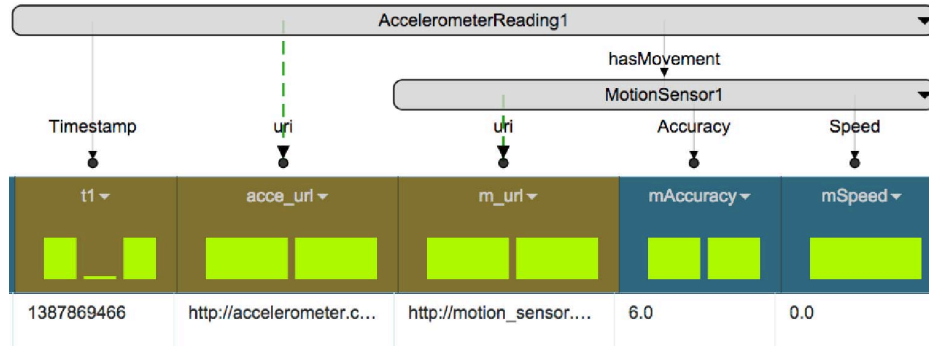 AccelerometerReading1
hasMovement
MotionSensor1
Timestamp uri uri Accuracy Speed
t1 acce_url m_url mAccuracy mSpeed
1387869466 http://accelerometer.c... http://motion_sensor.... 6.0 0.0